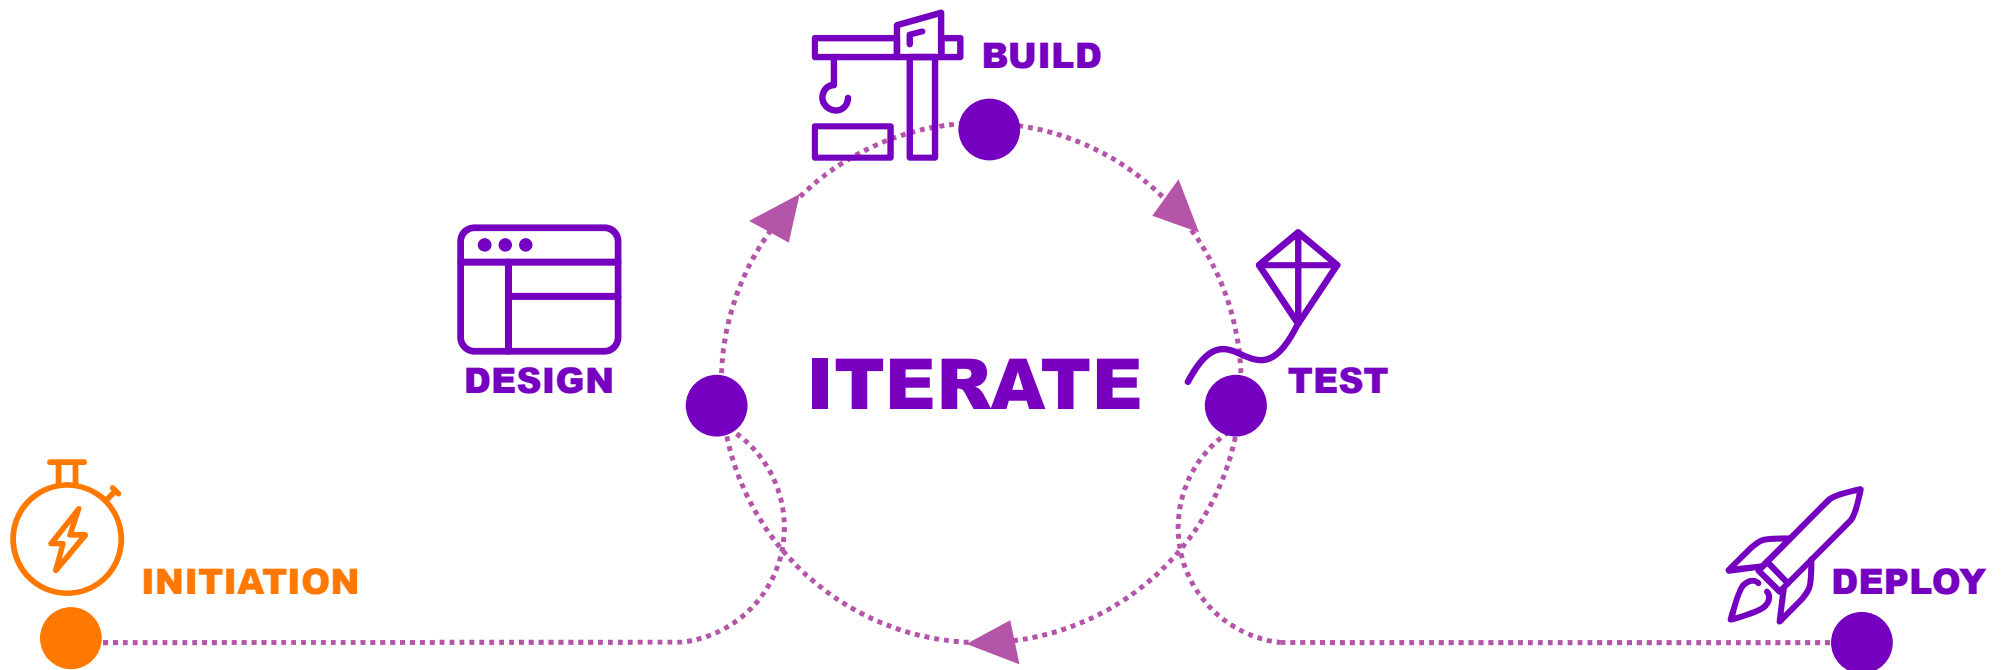 BUILD
DESIGN
ITERATE
TEST
INITIATION
DEPLOY